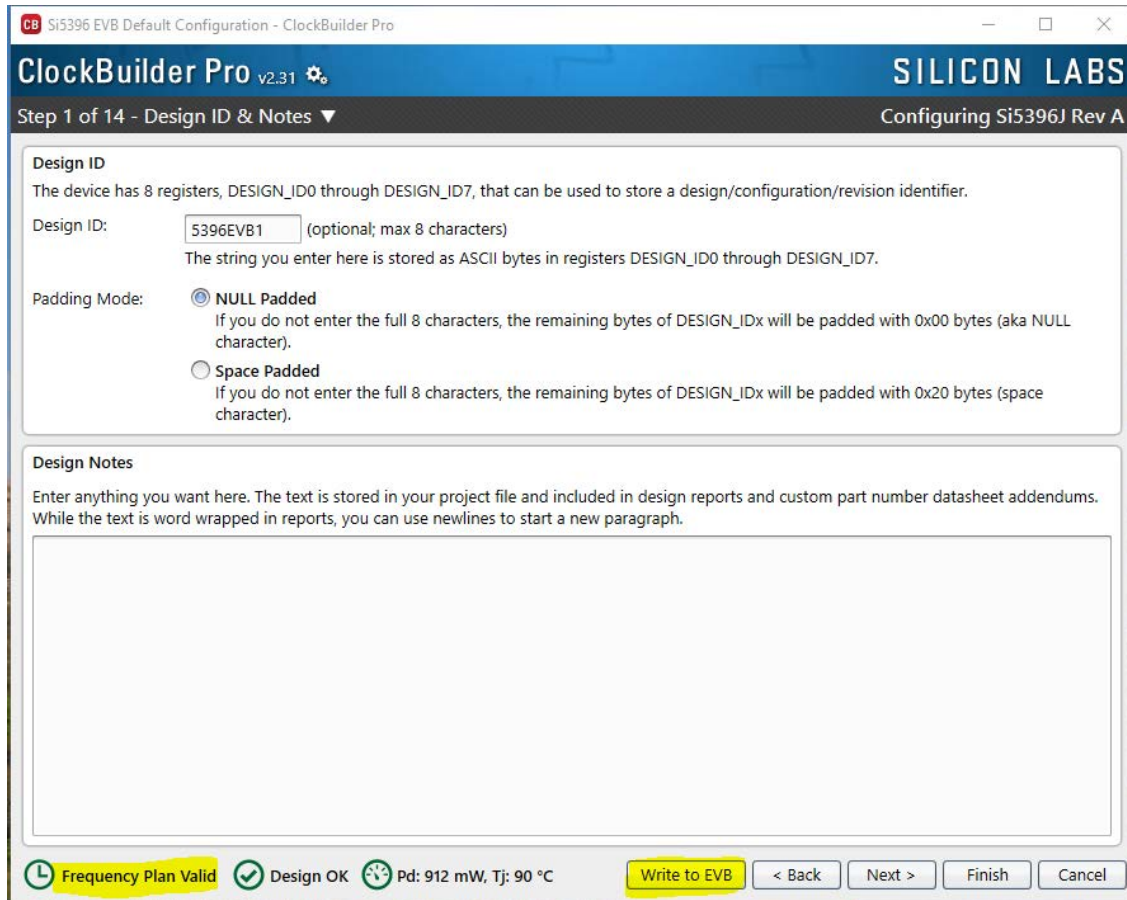 CB Si5396 EVB Default Configuration - ClockBuilder Pro
ClockBuilder Pro v2.31 SILICON LABS
Step 1 of 14 - Design ID & Notes ▼ Configuring Si5396J Rev A
Design ID
The device has 8 registers, DESIGN_ID0 through DESIGN_ID7, that can be used to store a design/configuration/revision identifier.
Design ID: 5396EVB1 (optional; max 8 characters)
The string you enter here is stored as ASCII bytes in registers DESIGN_ID0 through DESIGN_ID7.
Padding Mode: NULL Padded
If you do not enter the full 8 characters, the remaining bytes of DESIGN_IDx will be padded with 0x00 bytes (aka NULL
character).
Space Padded
If you do not enter the full 8 characters, the remaining bytes of DESIGN_IDx will be padded with 0x20 bytes (space
character).
Design Notes
Enter anything you want here. The text is stored in your project file and included in design reports and custom part number datasheet addendums.
While the text is word wrapped in reports, you can use newlines to start a new paragraph.
Frequency Plan Valid Design OK Pd: 912 mW, Tj: 90 °C Write to EVB < Back Next > Finish Cancel